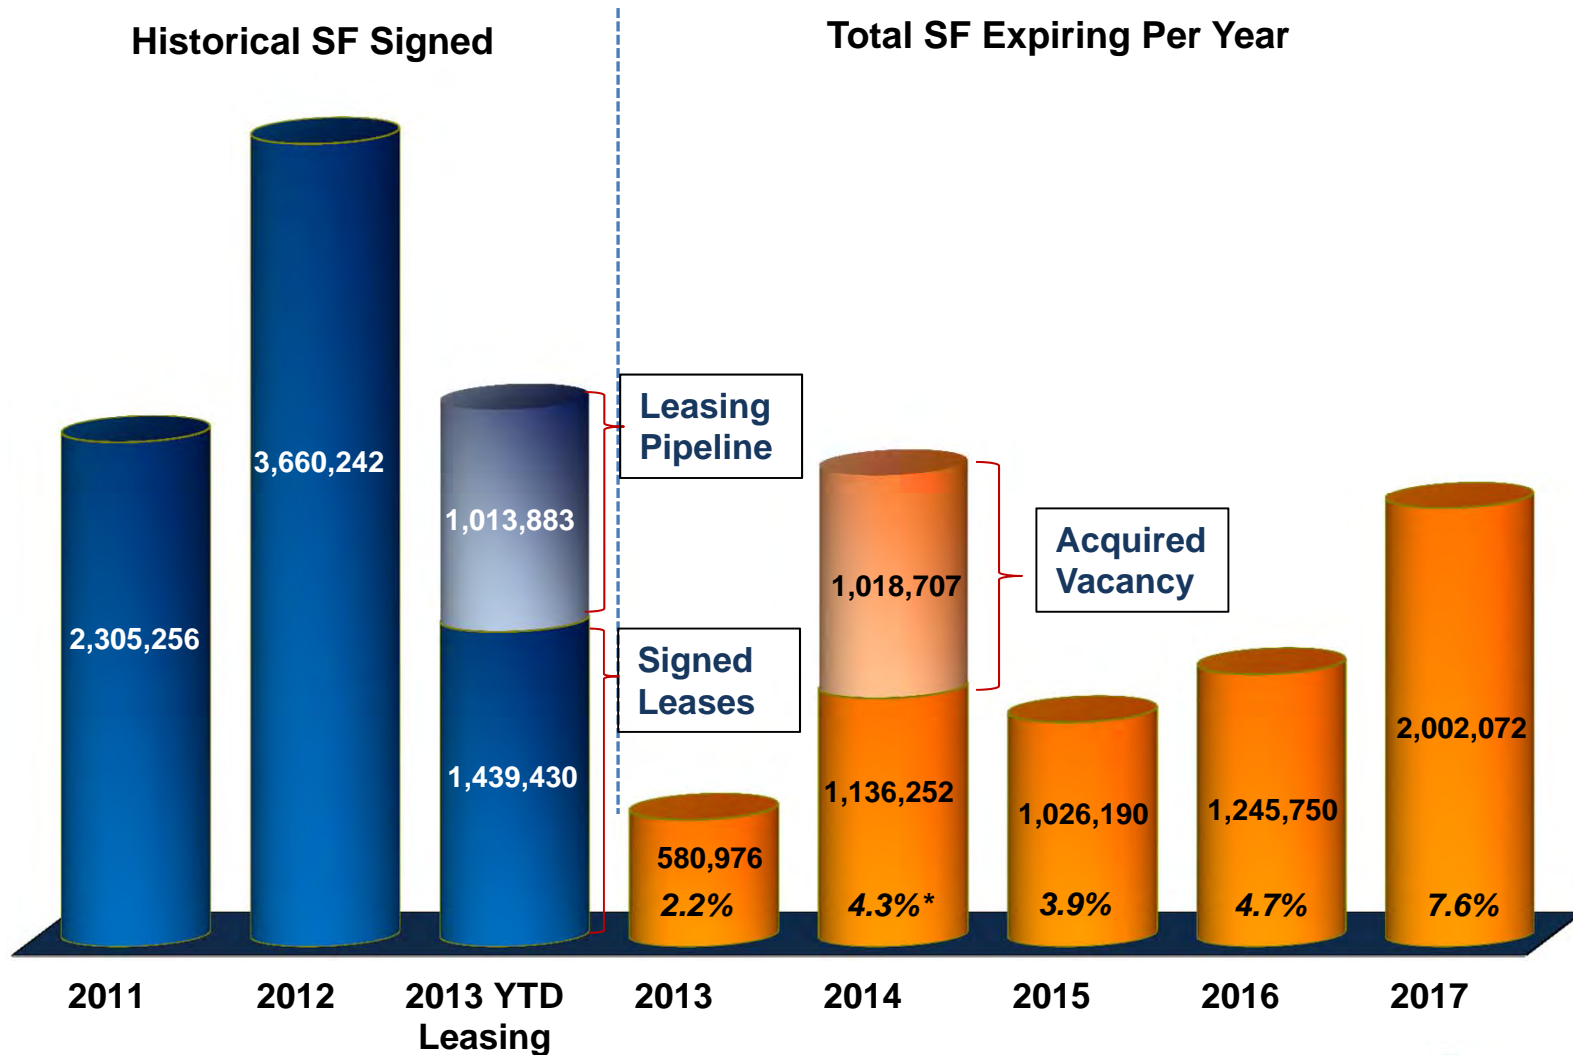 Historical SF Signed
Total SF Expiring Per Year
2,305,256
3,660,242
1,013,883
1,439,430
Leasing
Pipeline
Signed
Leases
580,976
2.2%
1,018,707
1,136,252
4.3%*
Acquired
Vacancy
1,026,190
3.9%
1,245,750
4.7%
2,002,072
7.6%
2011
2012
2013 YTD
Leasing
2013
2014
2015
2016
2017